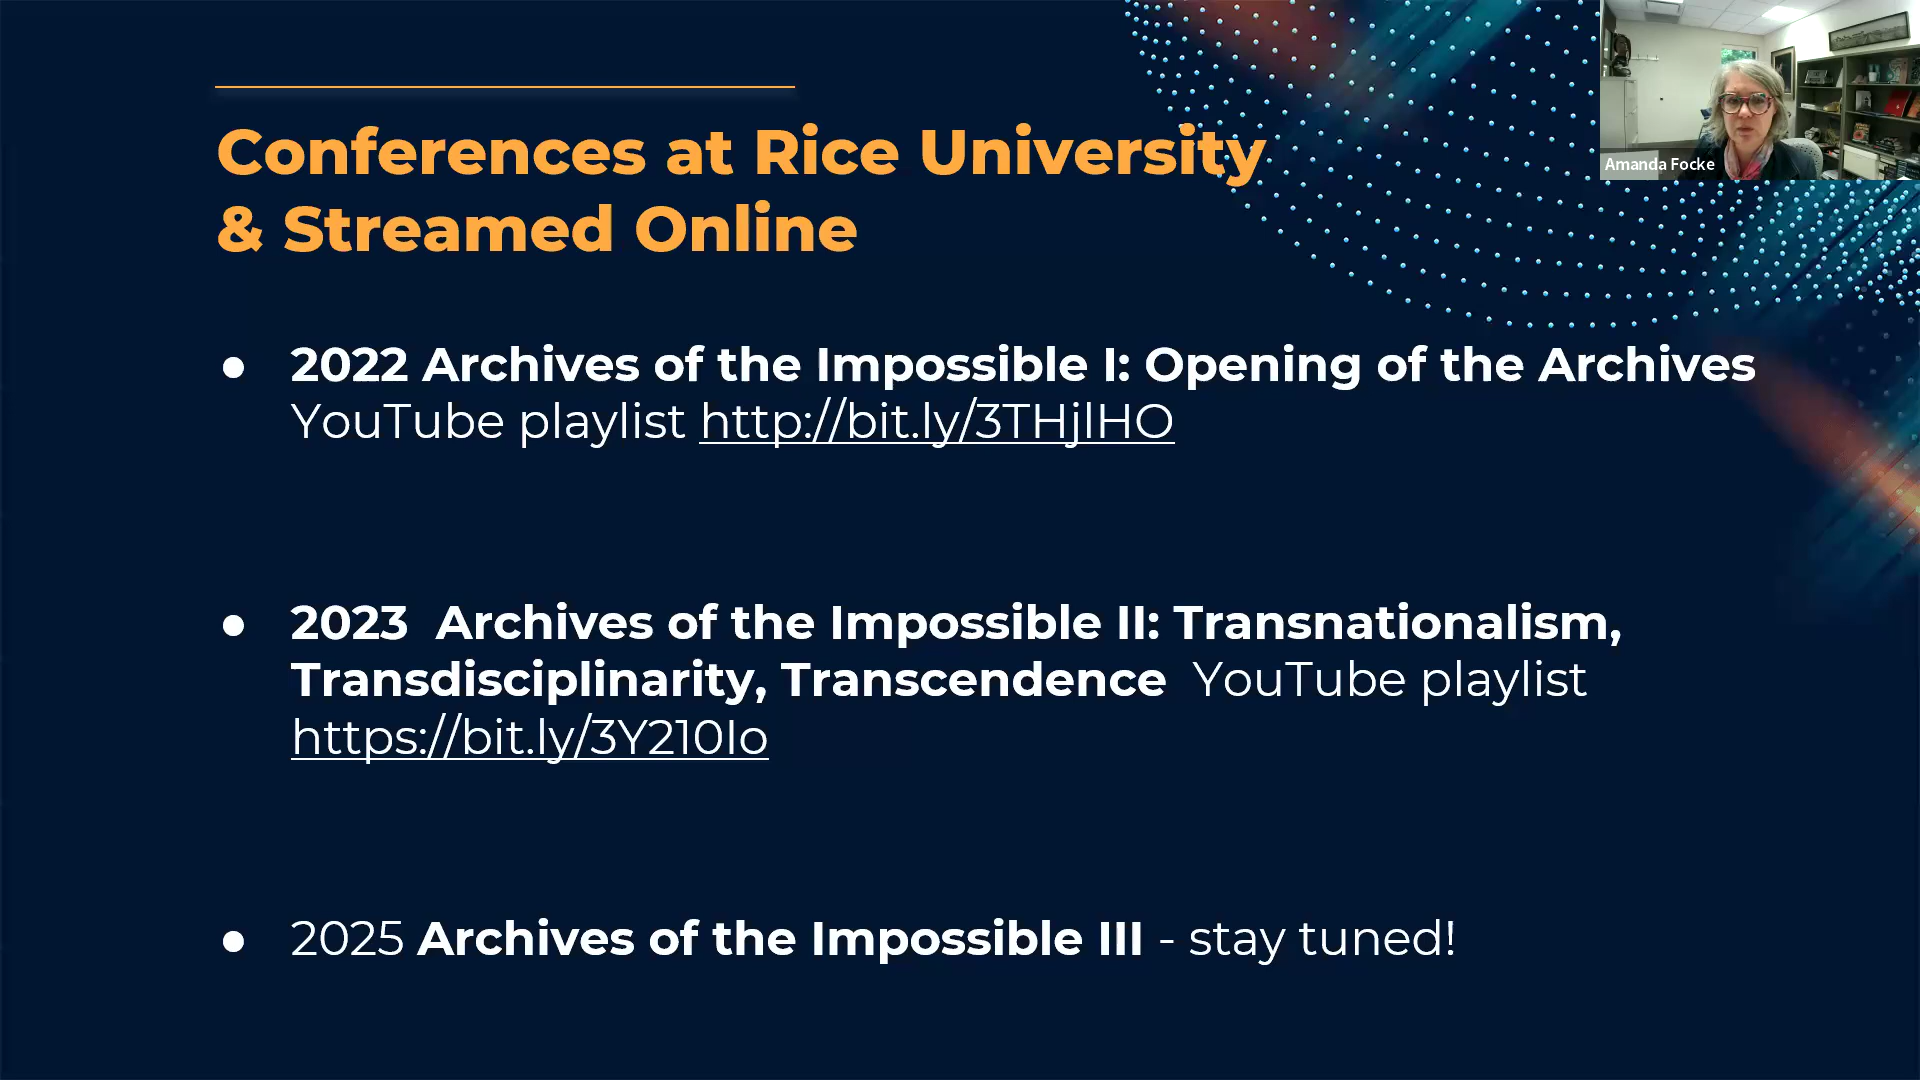 Conferences at Rice University
& Streamed Online
Amanda Focke
● 2022 Archives of the Impossible I: Opening of the Archives
YouTube playlist http://bit.ly/3THjlHO
● 2023 Archives of the Impossible II: Transnationalism,
Transdisciplinarity, Transcendence YouTube playlist
https://bit.ly/3Y210Io
● 2025 Archives of the Impossible III - stay tuned!